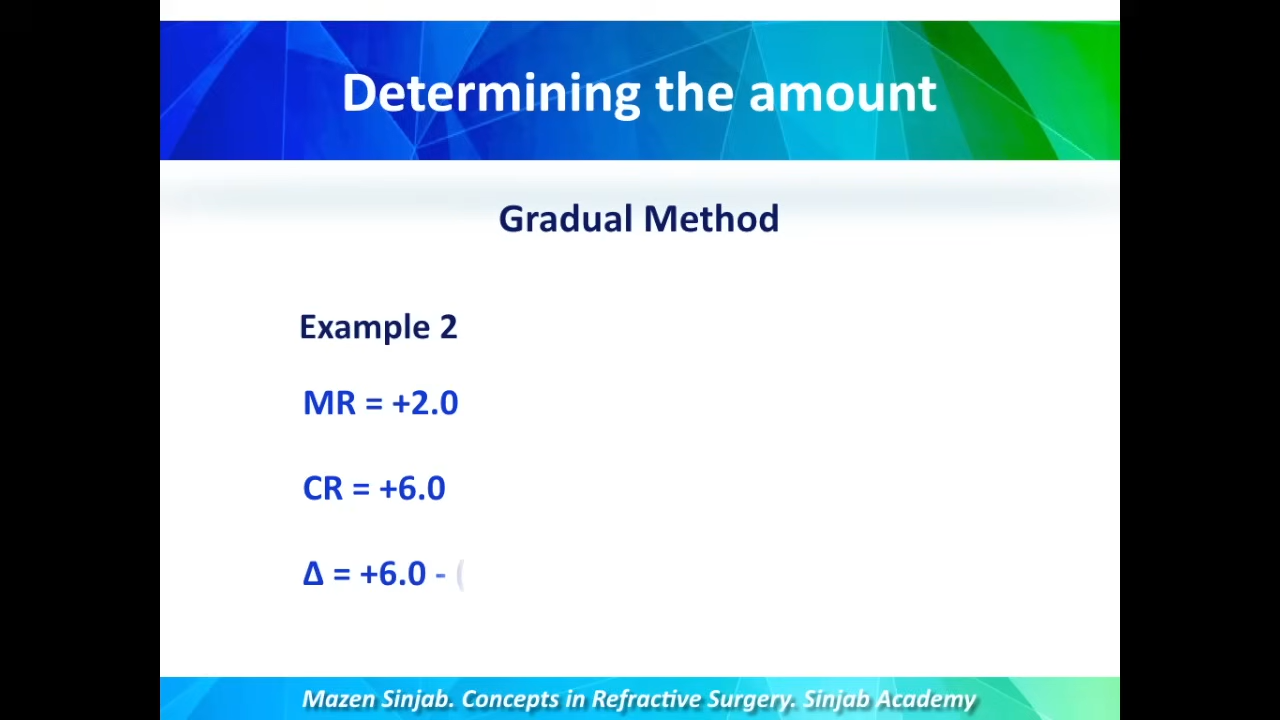 Determining the amount
Gradual Method
Example 2
MR = +2.0
CR = +6.0
Δ = +6.0 - (
Mazen Sinjab. Concepts in Refractive Surgery. Sinjab Academy